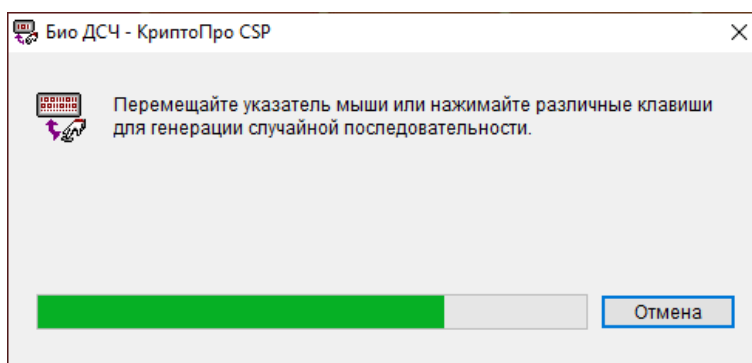 Био ДСЧ - КриптоПро CSP
Перемещайте указатель мыши или нажимайте различные клавиши
для генерации случайной последовательности.
Отмена